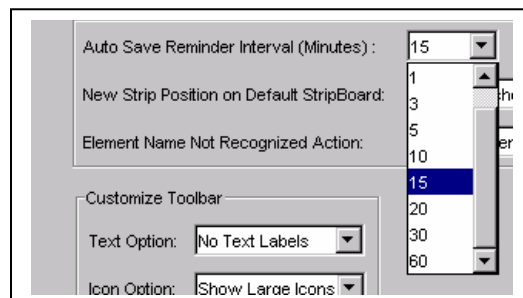 Auto Save Reminder Interval (Minutes) : 15
1
New Strip Position on Default StripBoard:
3
5
Element Name Not Recognized Action:
10
15
Customize Toolbar
20
Text Option: No Text Labels
30
60
Icon Option: Show Large Icons